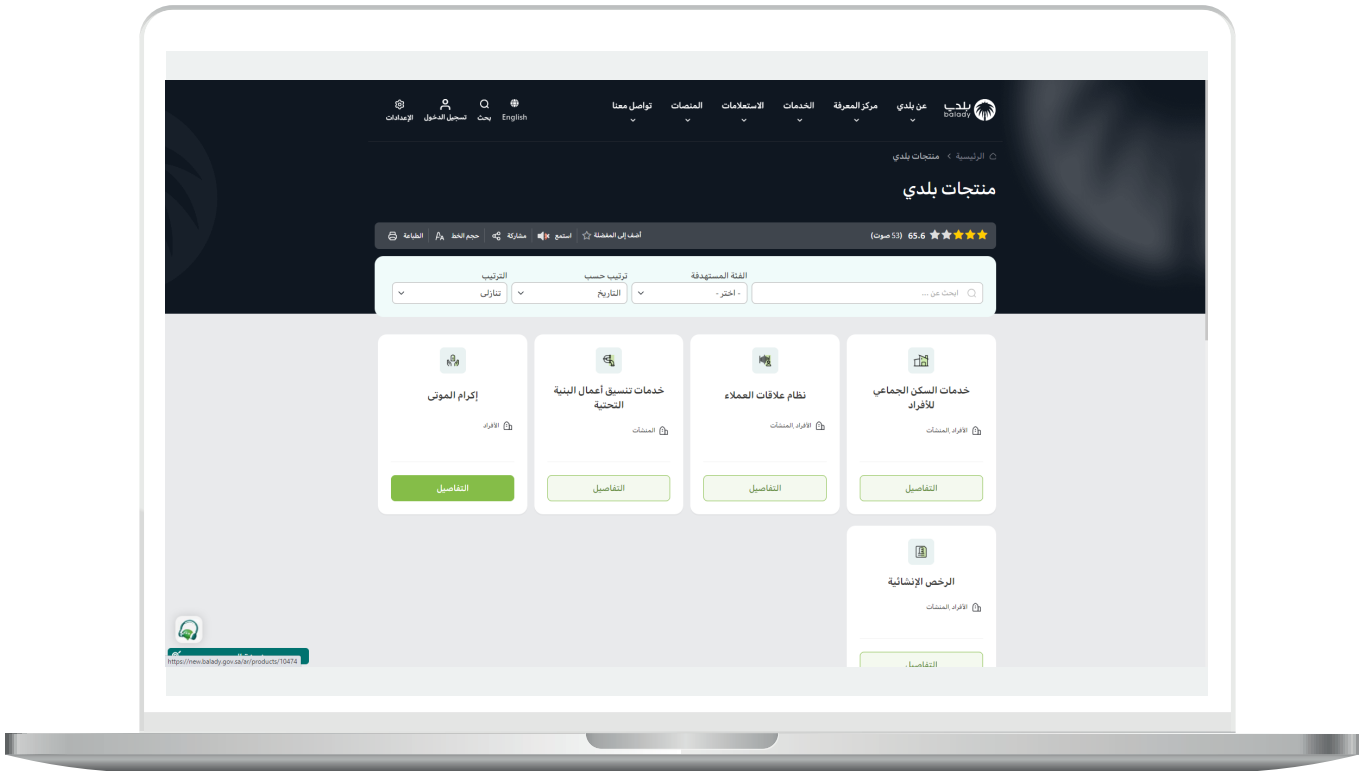 بلدي
balady
عن بلدي
مركز المعرفة
الخدمات
الاستعلامات
المنصات
تواصل معنا
English
بحث
تسجيل الدخول
الإعدادات
الرئيسية
منتجات بلدي
منتجات بلدي
65.6 (53 صوت)
أضف إلى المفضلة
استمع
مشاركة
حجم الخط
الطباعة
الفئة المستهدفة
ترتيب حسب
الترتيب
ابحث عن ...
- اختر -
التاريخ
تنازلى
خدمات السكن الجماعي
للأفراد
الأفراد, المنشآت
التفاصيل
نظام علاقات العملاء
الأفراد, المنشآت
التفاصيل
خدمات تنسيق أعمال البنية
التحتية
المنشآت
التفاصيل
إكرام الموتى
الأفراد
التفاصيل
الرخص الإنشائية
الأفراد, المنشآت
التفاصيل
https://new.balady.gov.sa/ar/products/10474